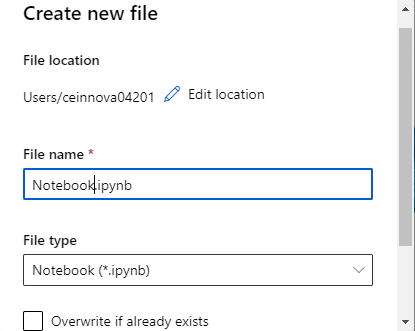 Create new file
File location
Users/ceinnova04201 Edit location
File name *
Notebook.ipynb
File type
Notebook (*.ipynb)
Overwrite if already exists